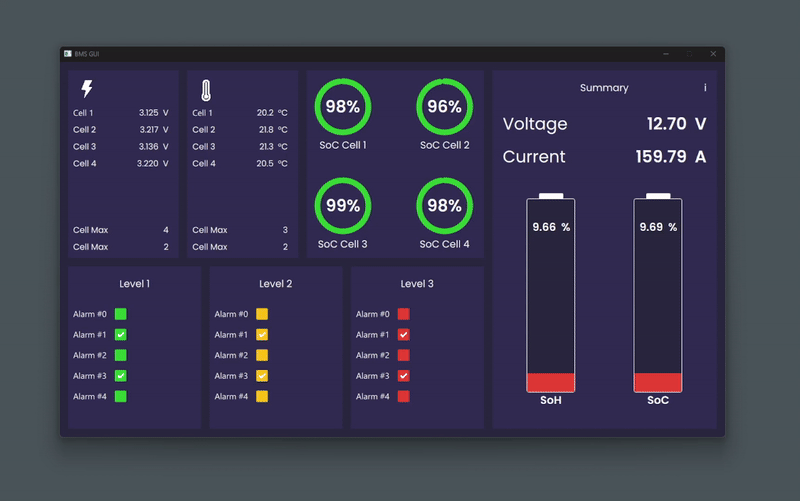 BMS GUI
Cell 1 3.125 V
Cell 2 3.217 V
Cell 3 3.136 V
Cell 4 3.220 V
Cell Max 4
Cell Max 2
Cell 1 20.2 ºC
Cell 2 21.8 ºC
Cell 3 21.3 ºC
Cell 4 20.5 ºC
Cell Max 3
Cell Max 2
98%
SoC Cell 1
96%
SoC Cell 2
99%
SoC Cell 3
98%
SoC Cell 4
Summary i
Voltage 12.70 V
Current 159.79 A
9.66 %
SoH
9.69 %
SoC
Level 1
Alarm #0
Alarm #1
Alarm #2
Alarm #3
Alarm #4
Level 2
Alarm #0
Alarm #1
Alarm #2
Alarm #3
Alarm #4
Level 3
Alarm #0
Alarm #1
Alarm #2
Alarm #3
Alarm #4